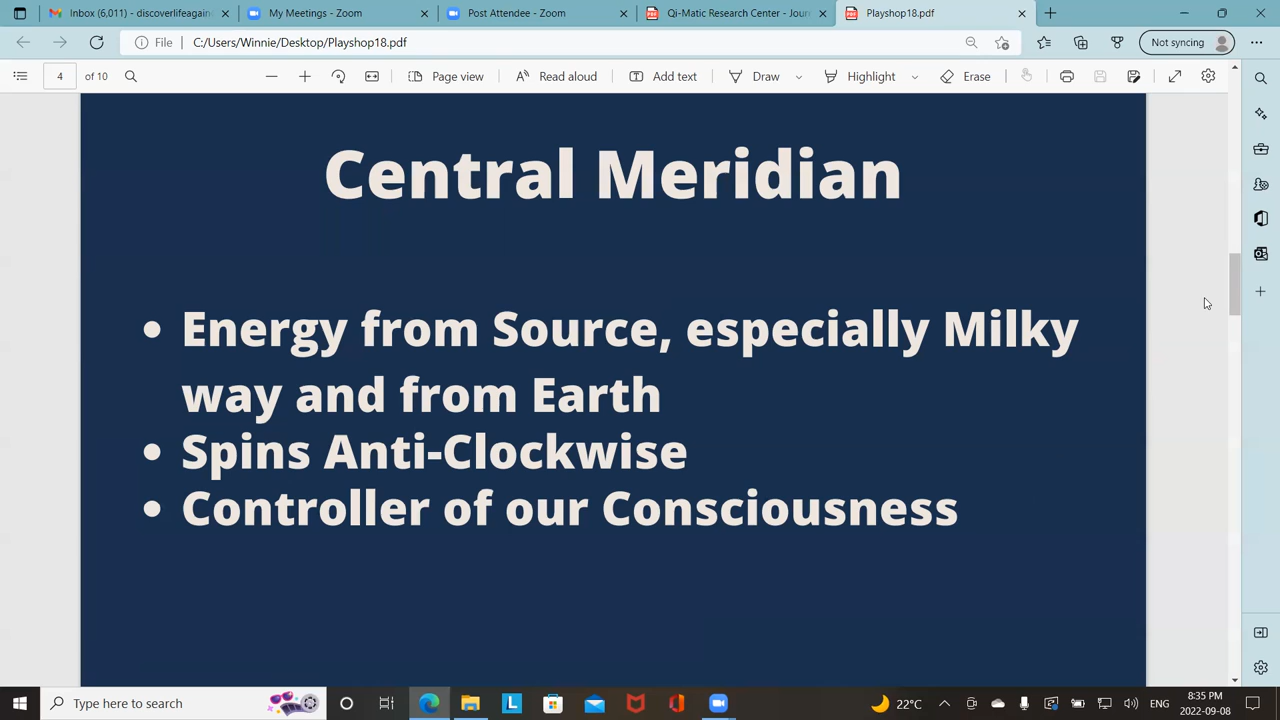 Inbox (6,011) - discoverlifeagain
My Meetings - Zoom
Post Attendee - Zoom
Qi-Matic Research Center - Jour
Playshop18.pdf
File
C:/Users/Winnie/Desktop/Playshop18.pdf
Not syncing
4
of 10
Page view
Read aloud
Add text
Draw
Highlight
Erase
Central Meridian
• Energy from Source, especially Milky
way and from Earth
• Spins Anti-Clockwise
• Controller of our Consciousness
Type here to search
22°C
ENG
8:35 PM
2022-09-08